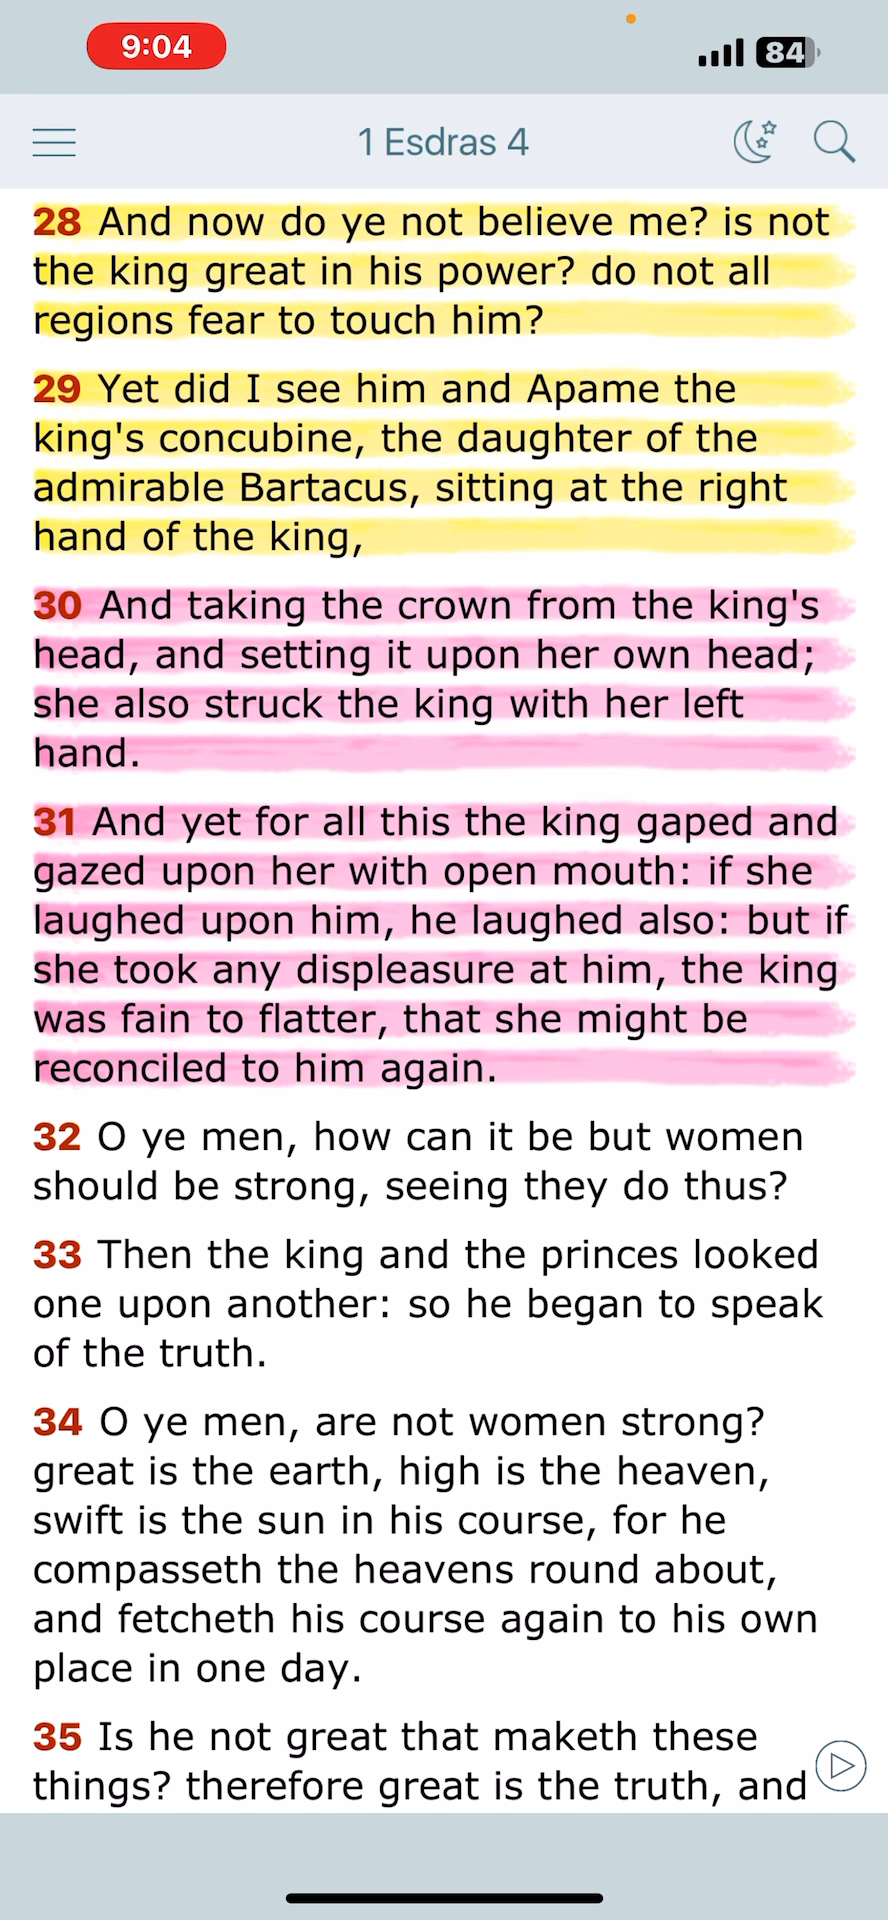 9:04
84
1 Esdras 4
28 And now do ye not believe me? is not
the king great in his power? do not all
regions fear to touch him?
29 Yet did I see him and Apame the
king's concubine, the daughter of the
admirable Bartacus, sitting at the right
hand of the king,
30 And taking the crown from the king's
head, and setting it upon her own head;
she also struck the king with her left
hand.
31 And yet for all this the king gaped and
gazed upon her with open mouth: if she
laughed upon him, he laughed also: but if
she took any displeasure at him, the king
was fain to flatter, that she might be
reconciled to him again.
32 O ye men, how can it be but women
should be strong, seeing they do thus?
33 Then the king and the princes looked
one upon another: so he began to speak
of the truth.
34 O ye men, are not women strong?
great is the earth, high is the heaven,
swift is the sun in his course, for he
compasseth the heavens round about,
and fetcheth his course again to his own
place in one day.
35 Is he not great that maketh these
things? therefore great is the truth, and